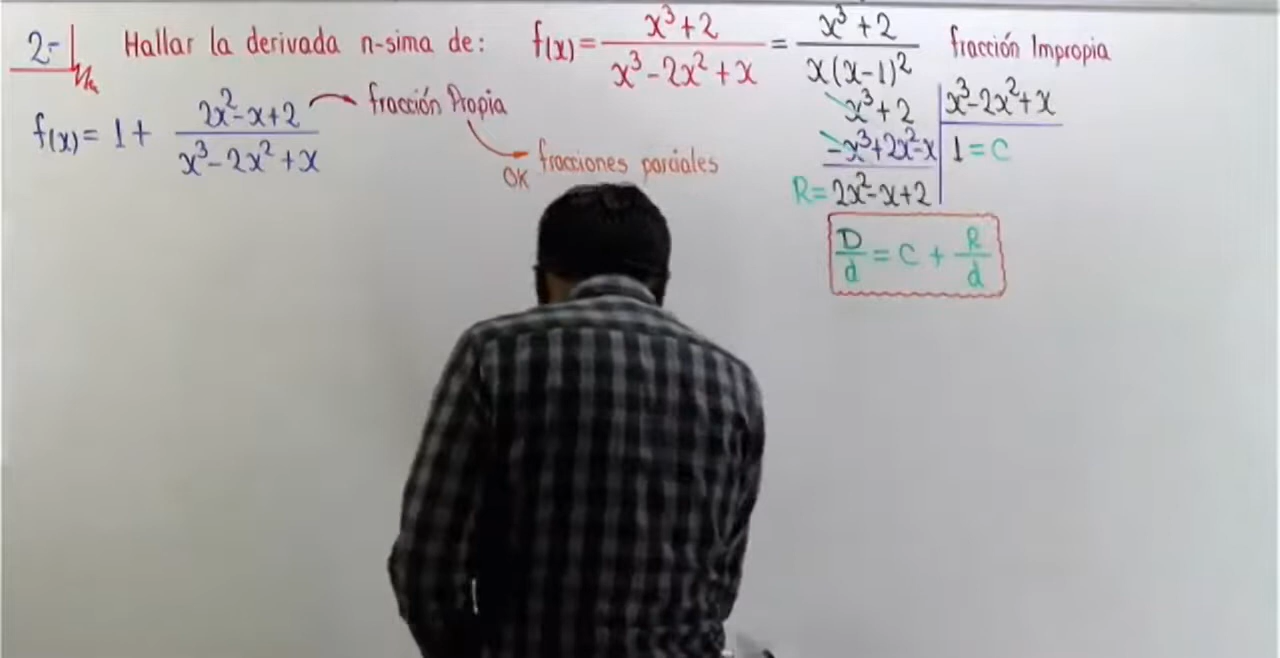 2.- Hallar la derivada n-sima de: f(x) = x³+2 / x³-2x²+x = x³+2 / x(x-1)² fracción Impropia
f(x) = 1 + 2x²-x+2 / x³-2x²+x fracción Propia
OK fracciones parciales
x³+2 | x³-2x²+x
-x³+2x²-x | 1 = C
R = 2x²-x+2
D/d = C + R/d